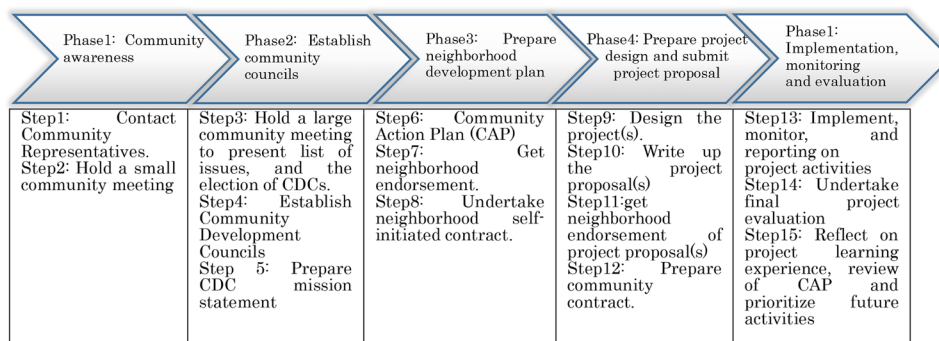 Phase1: Community
awareness
Phase2: Establish
community
councils
Phase3: Prepare
neighborhood
development plan
Phase4: Prepare project
design and submit
project proposal
Phase1:
Implementation,
monitoring
and evaluation
Step1: Contact
Community
Representatives.
Step2: Hold a small
community meeting
Step3: Hold a large
community meeting
to present list of
issues, and the
election of CDCs.
Step4: Establish
Community
Development
Councils
Step 5: Prepare
CDC mission
statement
Step6: Community
Action Plan (CAP)
Step7: Get
neighborhood
endorsement.
Step8: Undertake
neighborhood self-
initiated contract.
Step9: Design the
project(s).
Step10: Write up
the project
proposal(s)
Step11:get
neighborhood
endorsement of
project proposal(s)
Step12: Prepare
community
contract.
Step13: Implement,
monitor, and
reporting on
project activities
Step14: Undertake
final project
evaluation
Step15: Reflect on
project learning
experience, review
of CAP and
prioritize future
activities